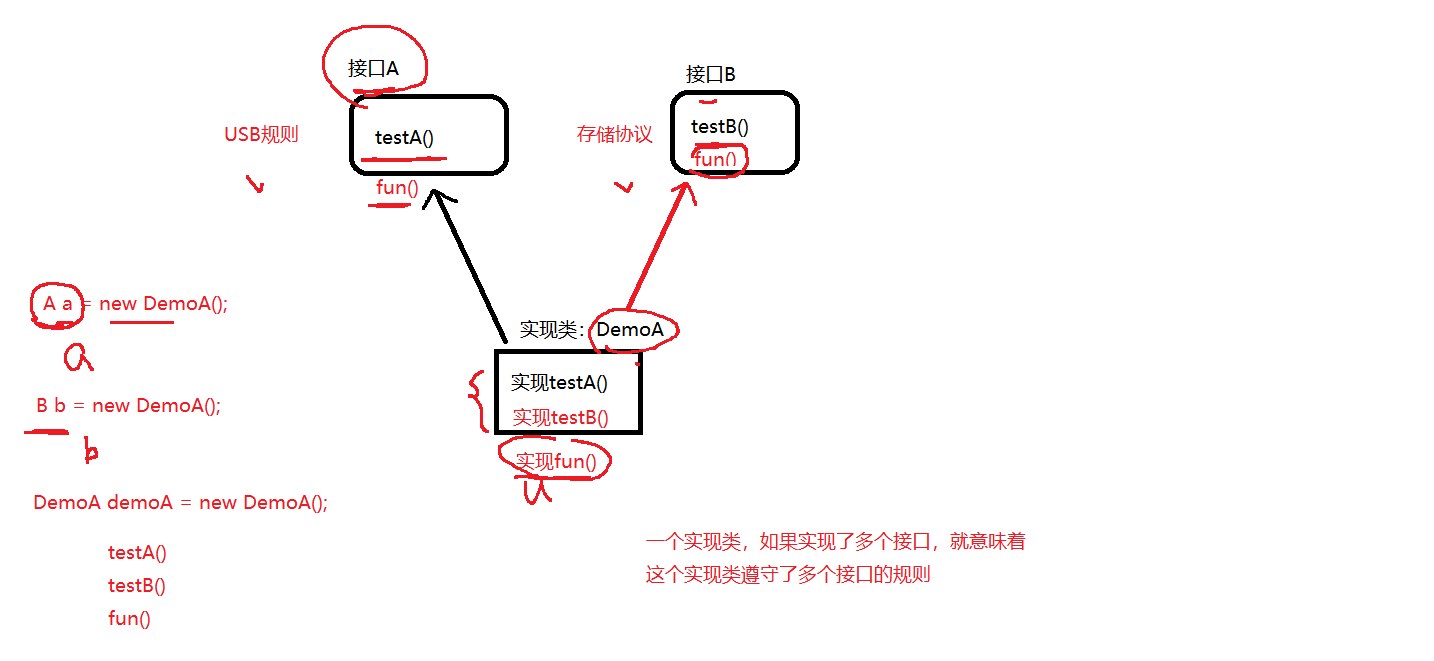 接口A
接口B
testA()
USB规则
testB()
存储协议
fun()
fun()
A a = new DemoA();
a
实现类：DemoA
实现testA()
实现testB()
B b = new DemoA();
b
实现fun()
DemoA demoA = new DemoA();
一个实现类，如果实现了多个接口，就意味着
这个实现类遵守了多个接口的规则
testA()
testB()
fun()